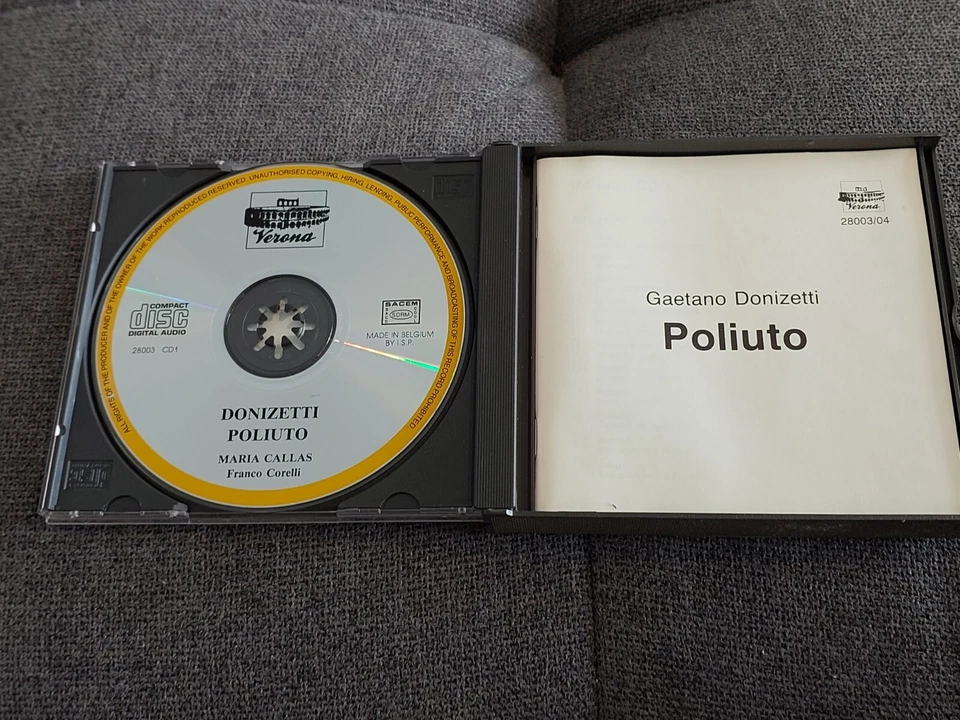 ALL RIGHTS OF THE PRODUCER AND OF THE OWNER OF THE WORK REPRODUCED RESERVED. UNAUTHORISED COPYING, HIRING, LENDING, PUBLIC PERFORMANCE AND BROADCASTING OF THIS RECORD PROHIBITED
Verona
COMPACT
disc
DIGITAL AUDIO
28003 CD1
SACEM
SDRM
MADE IN BELGIUM
BY I.S.P.
DONIZETTI
POLIUTO
MARIA CALLAS
Franco Corelli
Verona
28003/04
Gaetano Donizetti
Poliuto